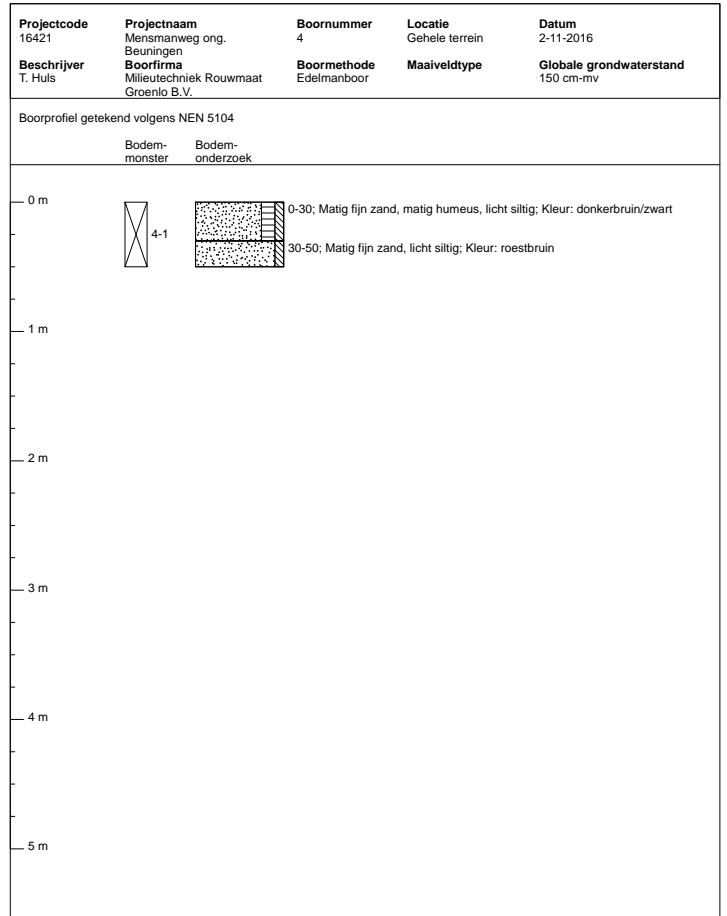 Projectcode Projectnaam Boornummer Locatie Datum
16421 Mensmanweg ong. 4 Gehele terrein 2-11-2016
Beuningen
Beschrijver Boorfirma Boormethode Maaiveldtype Globale grondwaterstand
T. Huls Milieutechniek Rouwmaat Edelmanboor 150 cm-mv
Groenlo B.V.
Boorprofiel getekend volgens NEN 5104
Bodem- Bodem-
monster onderzoek
0 m
0-30; Matig fijn zand, matig humeus, licht siltig; Kleur: donkerbruin/zwart
4-1
30-50; Matig fijn zand, licht siltig; Kleur: roestbruin
1 m
2 m
3 m
4 m
5 m